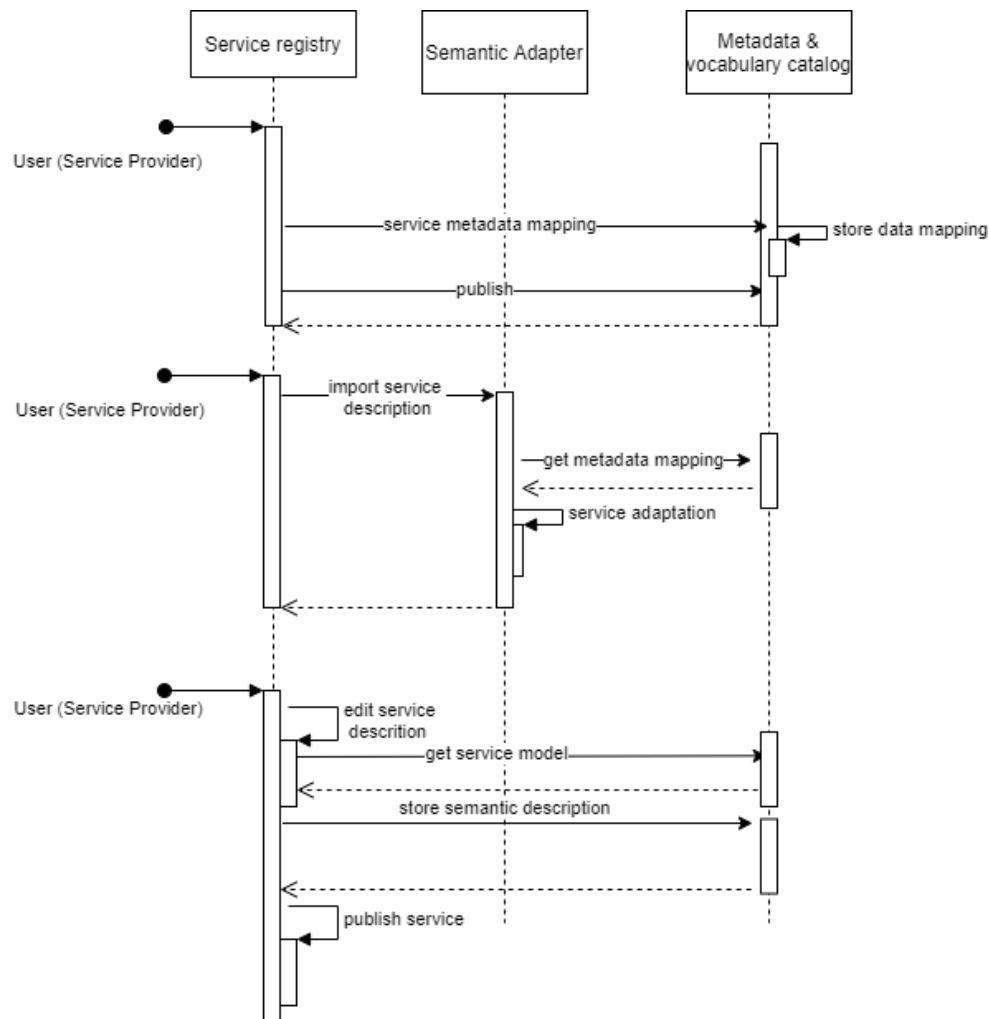 Service registry
Semantic Adapter
Metadata &
vocabulary catalog
User (Service Provider)
service metadata mapping
store data mapping
publish
import service
description
User (Service Provider)
get metadata mapping
service adaptation
User (Service Provider)
edit service
descrition
get service model
store semantic description
publish service